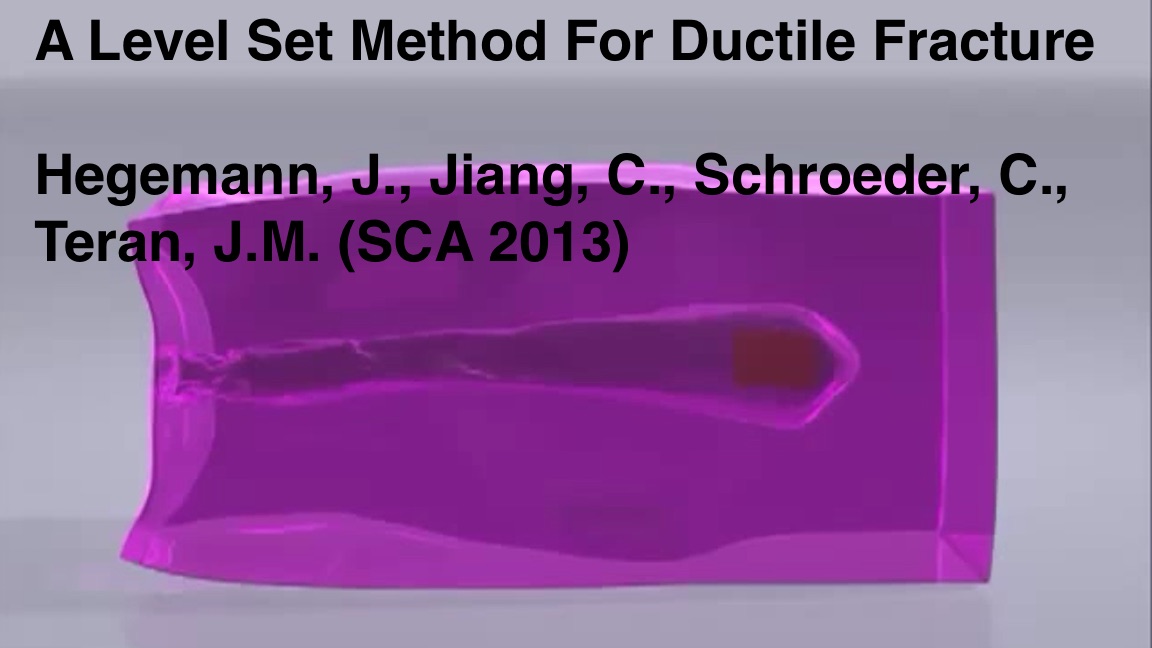 A Level Set Method For Ductile Fracture
Hegemann, J., Jiang, C., Schroeder, C.,
Teran, J.M. (SCA 2013)